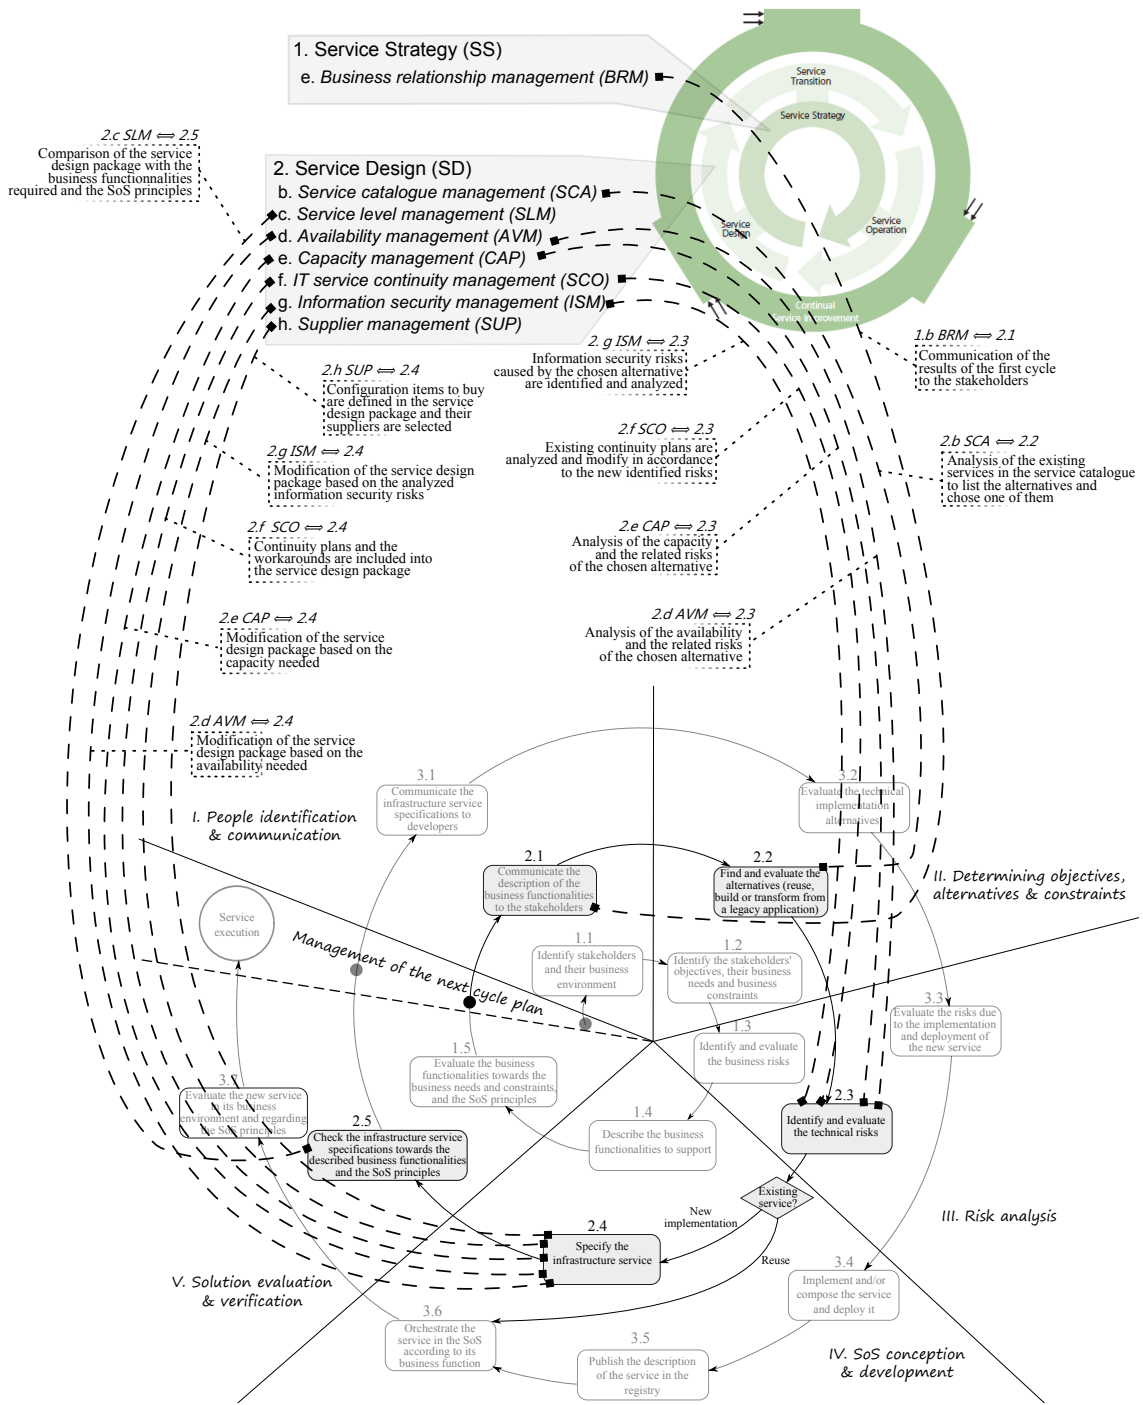 1. Service Strategy (SS)
e. Business relationship management (BRM)
Service
Transition
Service Strategy
Service
Design
Service
Operation
Continual
Service Improvement
2.c SLM ⟺ 2.5
Comparison of the service
design package with the
business functionnalities
required and the SoS principles
2. Service Design (SD)
b. Service catalogue management (SCA)
c. Service level management (SLM)
d. Availability management (AVM)
e. Capacity management (CAP)
f. IT service continuity management (SCO)
g. Information security management (ISM)
h. Supplier management (SUP)
2. g ISM ⟺ 2.3
Information security risks
caused by the chosen alternative
are identified and analyzed
1.b BRM ⟺ 2.1
Communication of the
results of the first cycle
to the stakeholders
2.h SUP ⟺ 2.4
Configuration items to buy
are defined in the service
design package and their
suppliers are selected
2.f SCO ⟺ 2.3
Existing continuity plans are
analyzed and modify in accordance
to the new identified risks
2.b SCA ⟺ 2.2
Analysis of the existing
services in the service catalogue
to list the alternatives and
chose one of them
2.g ISM ⟺ 2.4
Modification of the service design
package based on the analyzed
information security risks
2.f SCO ⟺ 2.4
Continuity plans and the
workarounds are included into
the service design package
2.e CAP ⟺ 2.3
Analysis of the capacity
and the related risks
of the chosen alternative
2.e CAP ⟺ 2.4
Modification of the service
design package based on the
capacity needed
2.d AVM ⟺ 2.3
Analysis of the availability
and the related risks
of the chosen alternative
2.d AVM ⟺ 2.4
Modification of the service
design package based on the
availability needed
I. People identification
& communication
3.1
Communicate the
infrastructure service
specifications to
developers
3.2
Evaluate the technical
implementation
alternatives
2.1
Communicate the
description of the
business functionalities
to the stakeholders
2.2
Find and evaluate the
alternatives (reuse,
build or transform from
a legacy application)
II. Determining objectives,
alternatives & constraints
Service
execution
Management of the next cycle plan
1.1
Identify stakeholders
and their business
environment
1.2
Identify the stakeholders'
objectives, their business
needs and business
constraints
1.3
Identify and evaluate
the business risks
3.3
Evaluate the risks due
to the implementation
and deployment of
the new service
1.5
Evaluate the business
functionalities towards the
business needs and constraints,
and the SoS principles
1.4
Describe the business
functionalities to support
2.3
Identify and evaluate
the technical risks
3.7
Evaluate the new service
in its business
environment and regarding
the SoS principles
2.5
Check the infrastructure service
specifications towards the
described business functionalities
and the SoS principles
Existing
service?
New
implementation
Reuse
2.4
Specify the
infrastructure service
III. Risk analysis
V. Solution evaluation
& verification
3.4
Implement and/or
compose the service
and deploy it
3.6
Orchestrate the
service in the SoS
according to its
business function
3.5
Publish the description
of the service in the
registry
IV. SoS conception
& development